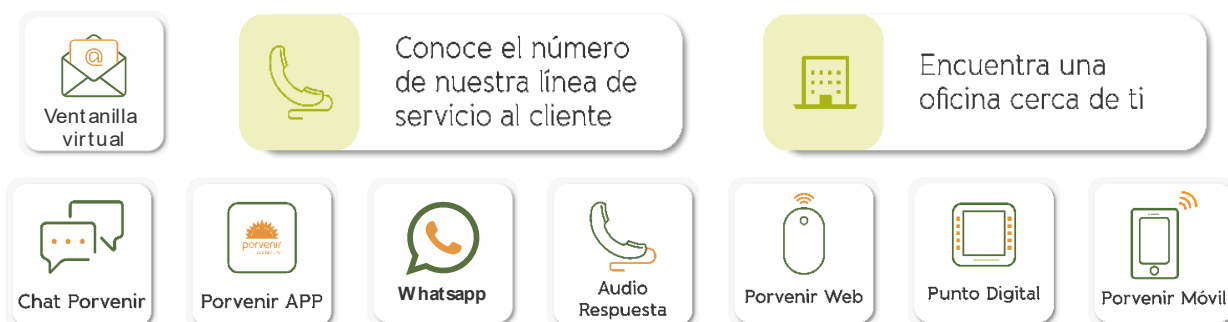 @
Ventanilla
virtual
Conoce el número
de nuestra línea de
servicio al cliente
Encuentra una
oficina cerca de ti
Chat Porvenir
porvenir
Porvenir APP
Whatsapp
Audio
Respuesta
Porvenir Web
Punto Digital
Porvenir Móvil